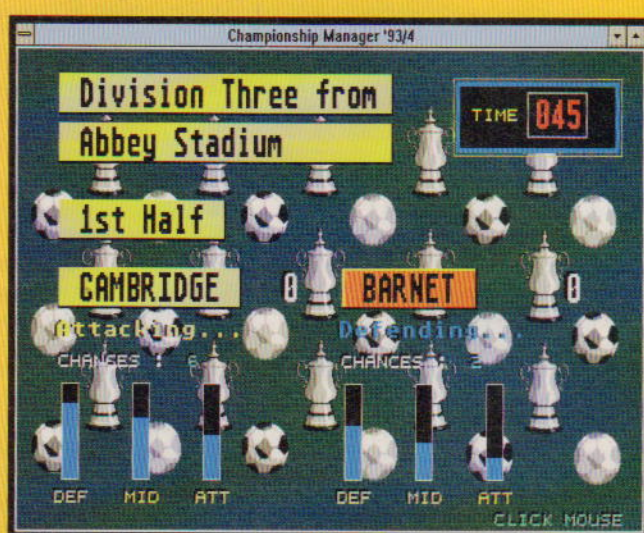 Championship Manager '93/4
Division Three from
Abbey Stadium
TIME 045
1st Half
CAMBRIDGE 0 BARNET 0
Attacking... Defending...
CHANCES : 6 CHANCES : 2
DEF MID ATT DEF MID ATT
CLICK MOUSE